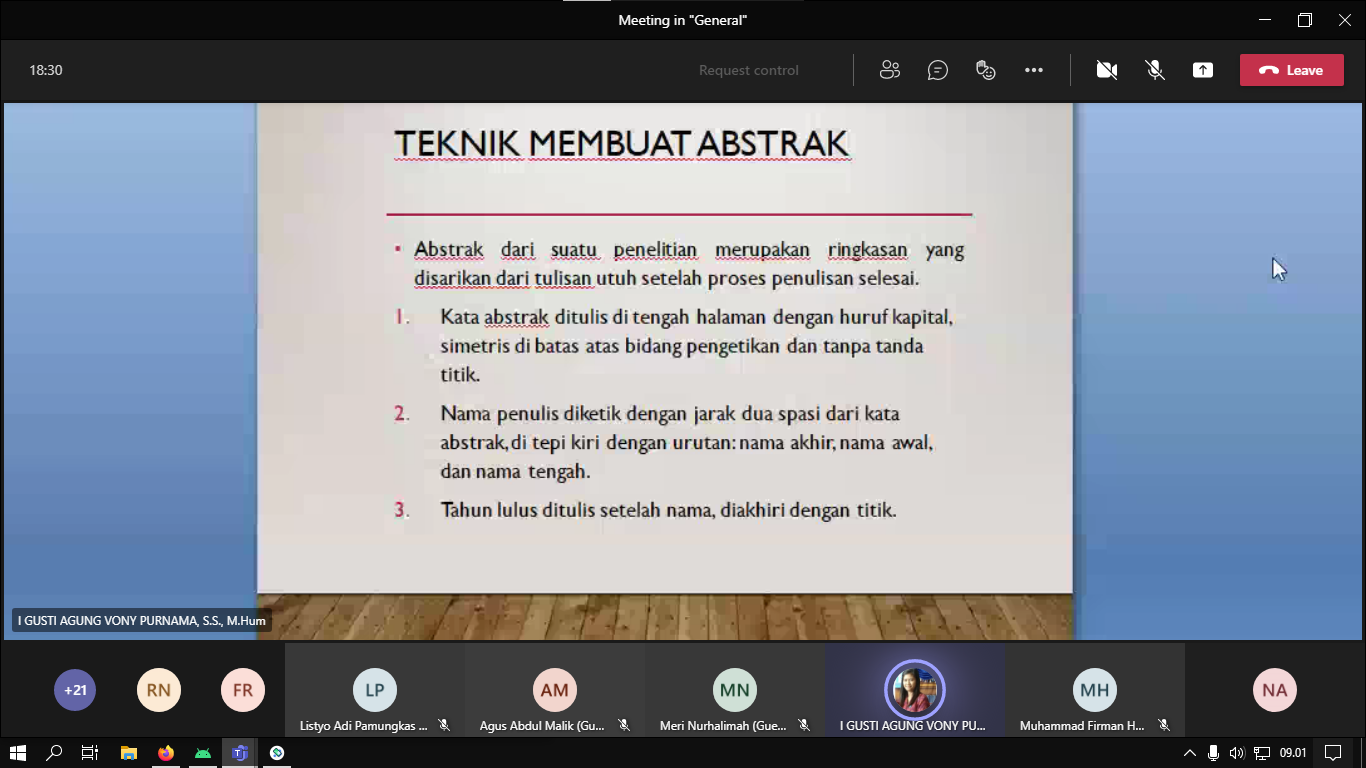 Meeting in "General"
18:30
Request control
Leave
TEKNIK MEMBUAT ABSTRAK
• Abstrak dari suatu penelitian merupakan ringkasan yang
disarikan dari tulisan utuh setelah proses penulisan selesai.
1. Kata abstrak ditulis di tengah halaman dengan huruf kapital,
simetris di batas atas bidang pengetikan dan tanpa tanda
titik.
2. Nama penulis diketik dengan jarak dua spasi dari kata
abstrak, di tepi kiri dengan urutan: nama akhir, nama awal,
dan nama tengah.
3. Tahun lulus ditulis setelah nama, diakhiri dengan titik.
I GUSTI AGUNG VONY PURNAMA, S.S., M.Hum
+21
RN
FR
LP
AM
MN
MH
NA
Listyo Adi Pamungkas ...
Agus Abdul Malik (Gu...
Meri Nurhalimah (Gues...
I GUSTI AGUNG VONY PU...
Muhammad Firman H...
09.01